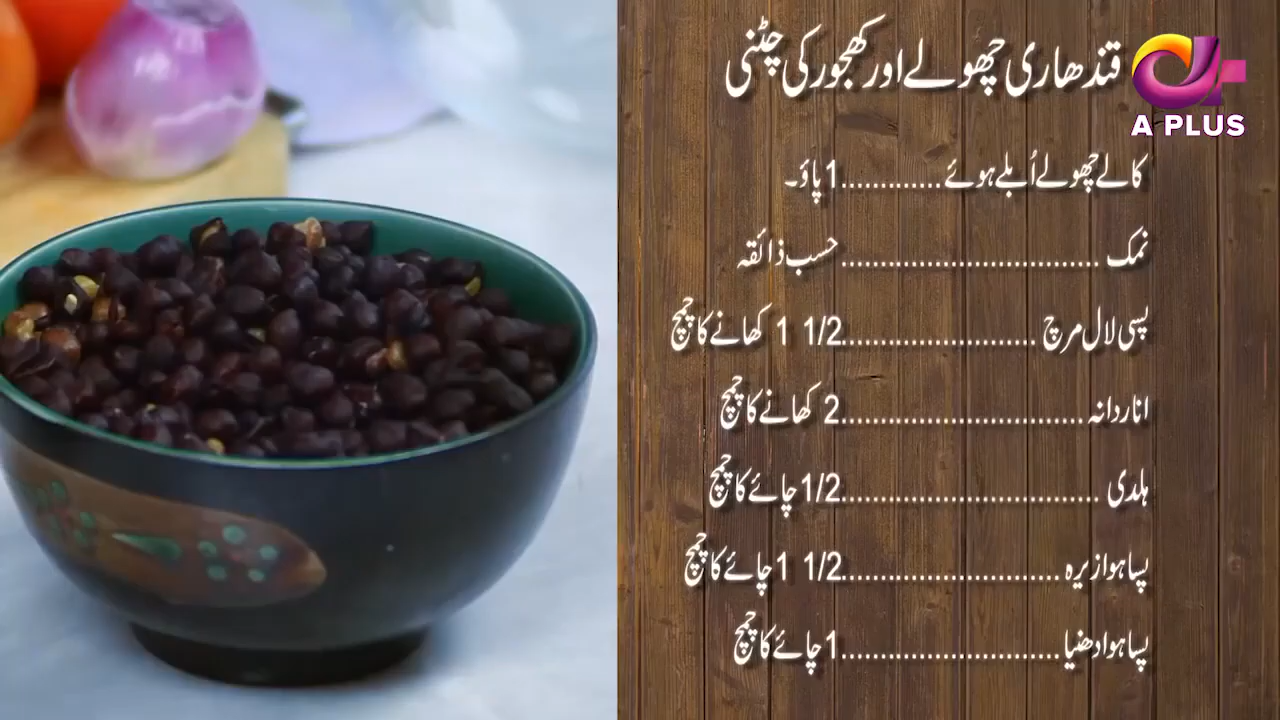 قندھاری چھولے اور کھجور کی چٹنی
A PLUS
کالے چھولے اُبلے ہوئے.............1 پاؤ۔
نمک ................................حسب ذائقہ
پسی لال مرچ ........................1 1/2 کھانے کا چمچ
اناردانہ ..............................2 کھانے کا چمچ
ہلدی ................................1/2 چائے کا چمچ
پسا ہوا زیرہ ...........................1 1/2 چائے کا چمچ
پسا ہوا دھنیا ...........................1 چائے کا چمچ